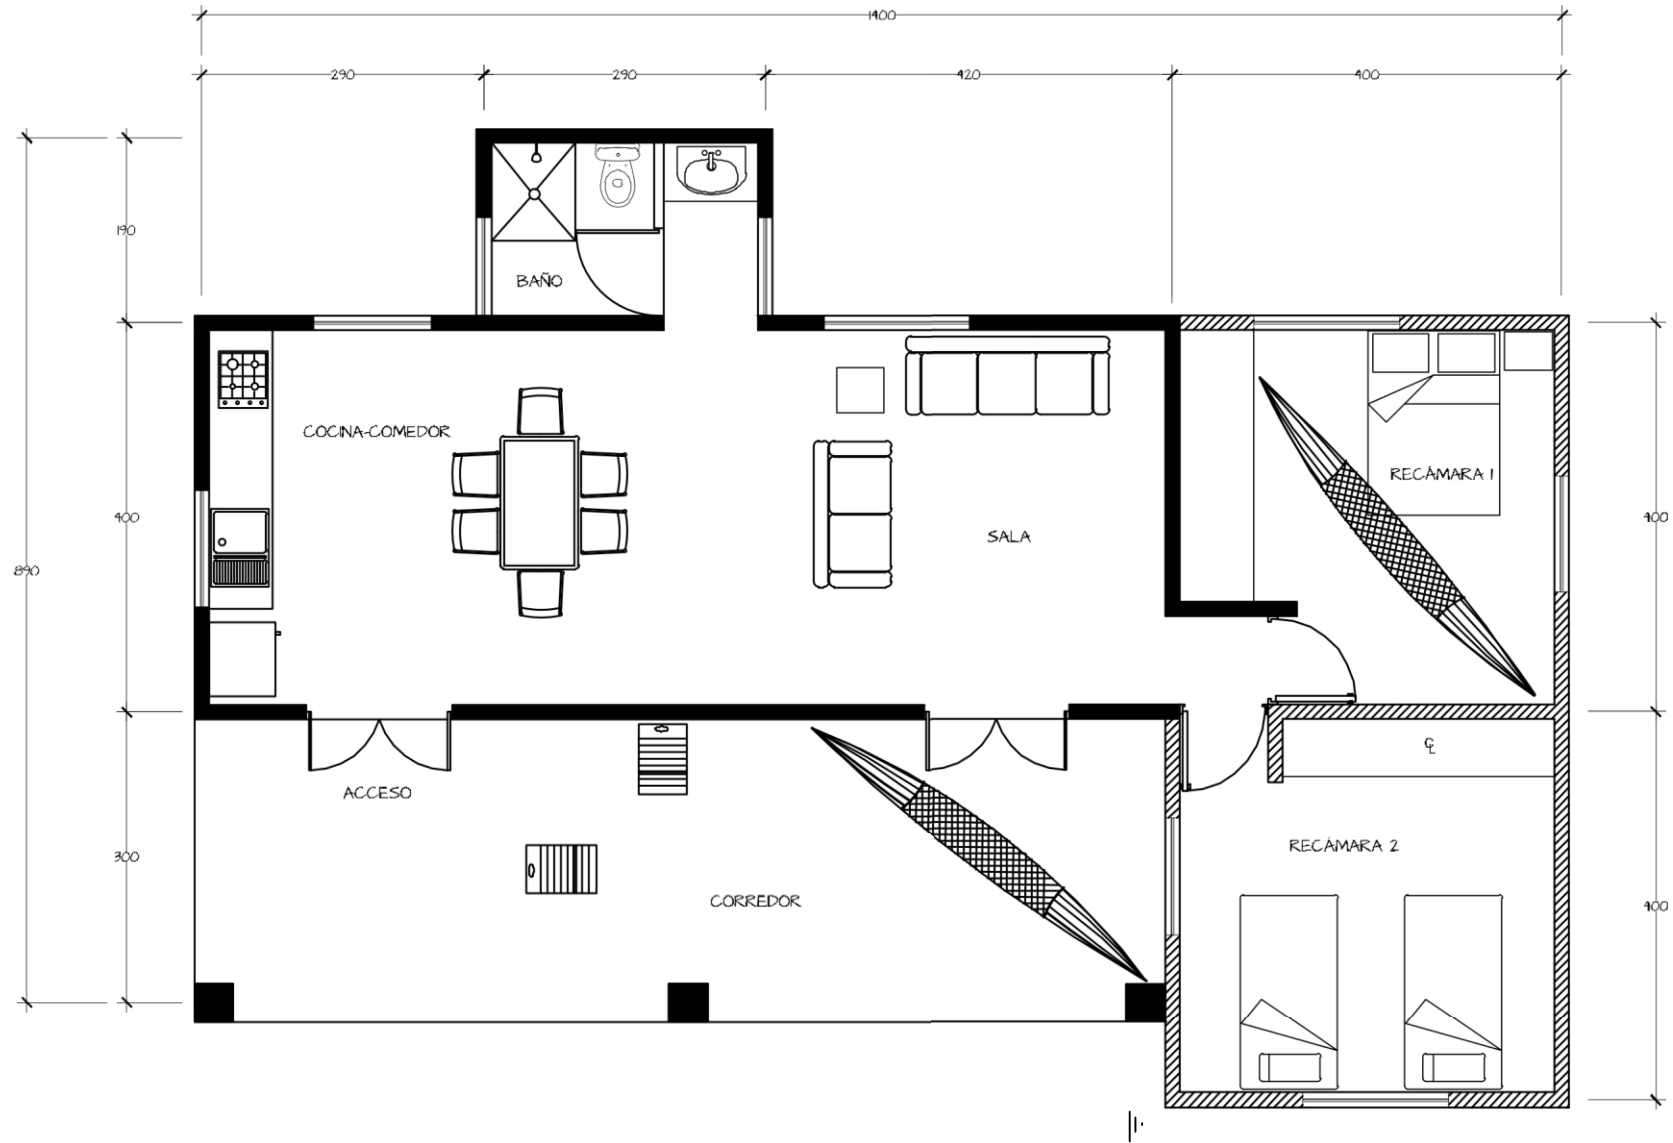 1400
290
290
420
400
190
BAÑO
COCINA-COMEDOR
RECÁMARA 1
400
400
SALA
890
CL
ACCESO
RECÁMARA 2
300
CORREDOR
400